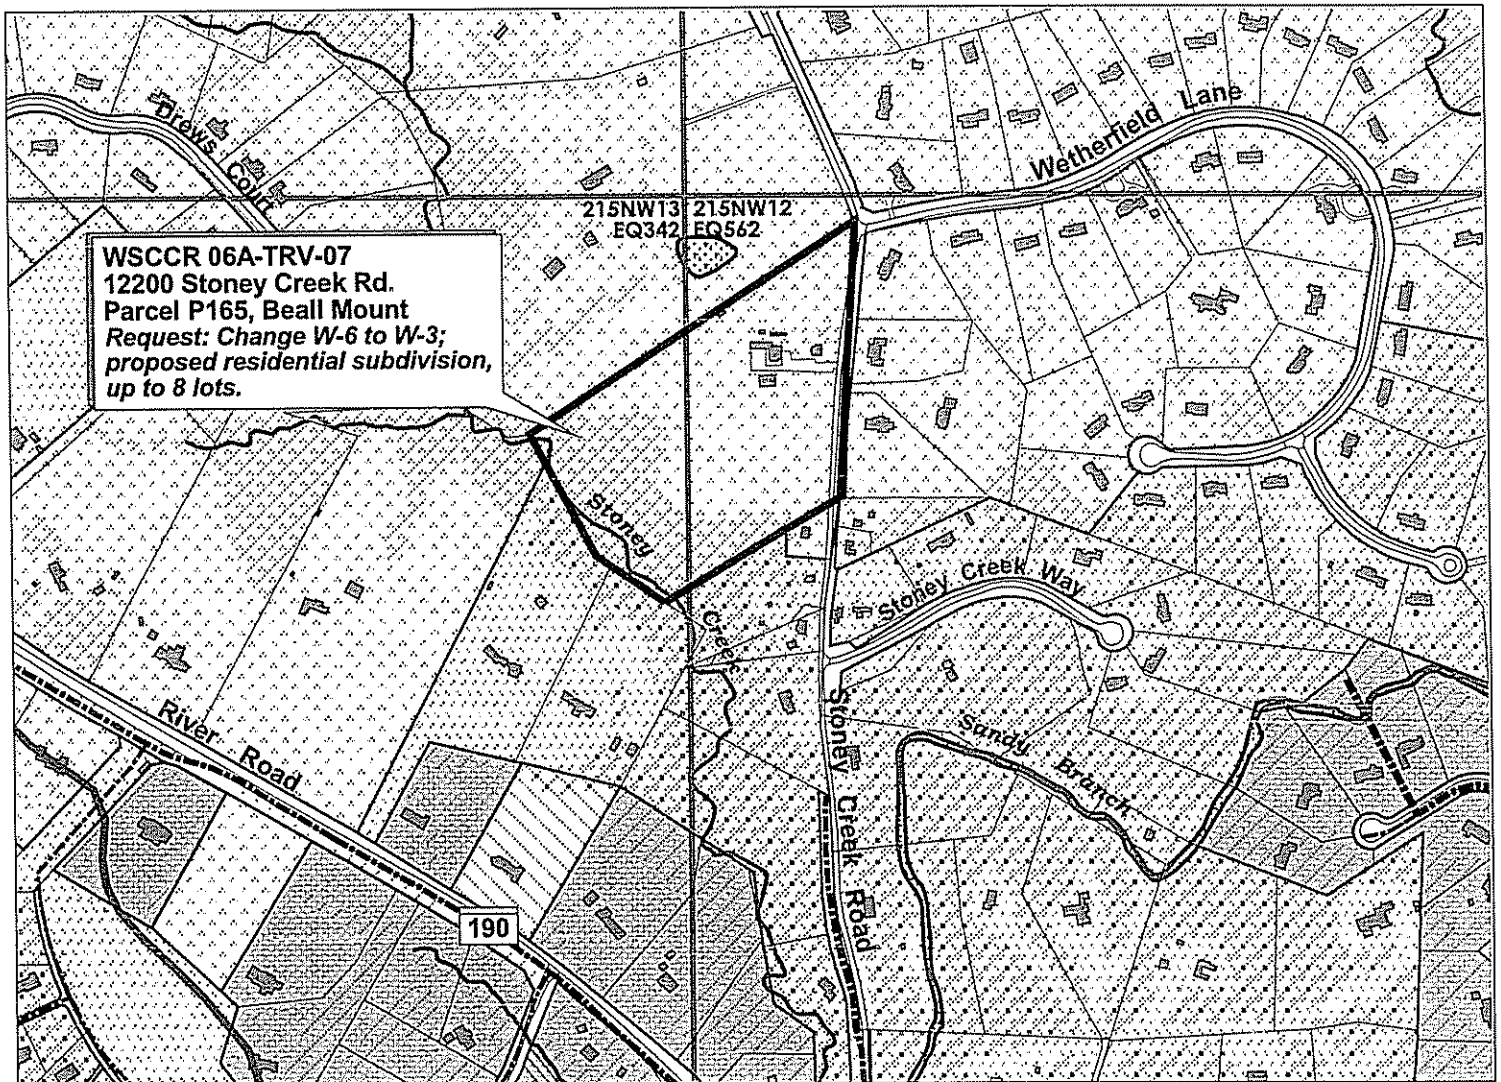 Drews Court
Wetherfield Lane
215NW13 215NW12
EQ342 EQ562
WSCCR 06A-TRV-07
12200 Stoney Creek Rd.
Parcel P165, Beall Mount
Request: Change W-6 to W-3;
proposed residential subdivision,
up to 8 lots.
Stoney Creek
Stoney Creek Way
River Road
Stoney Creek Road
Sandy Branch
190